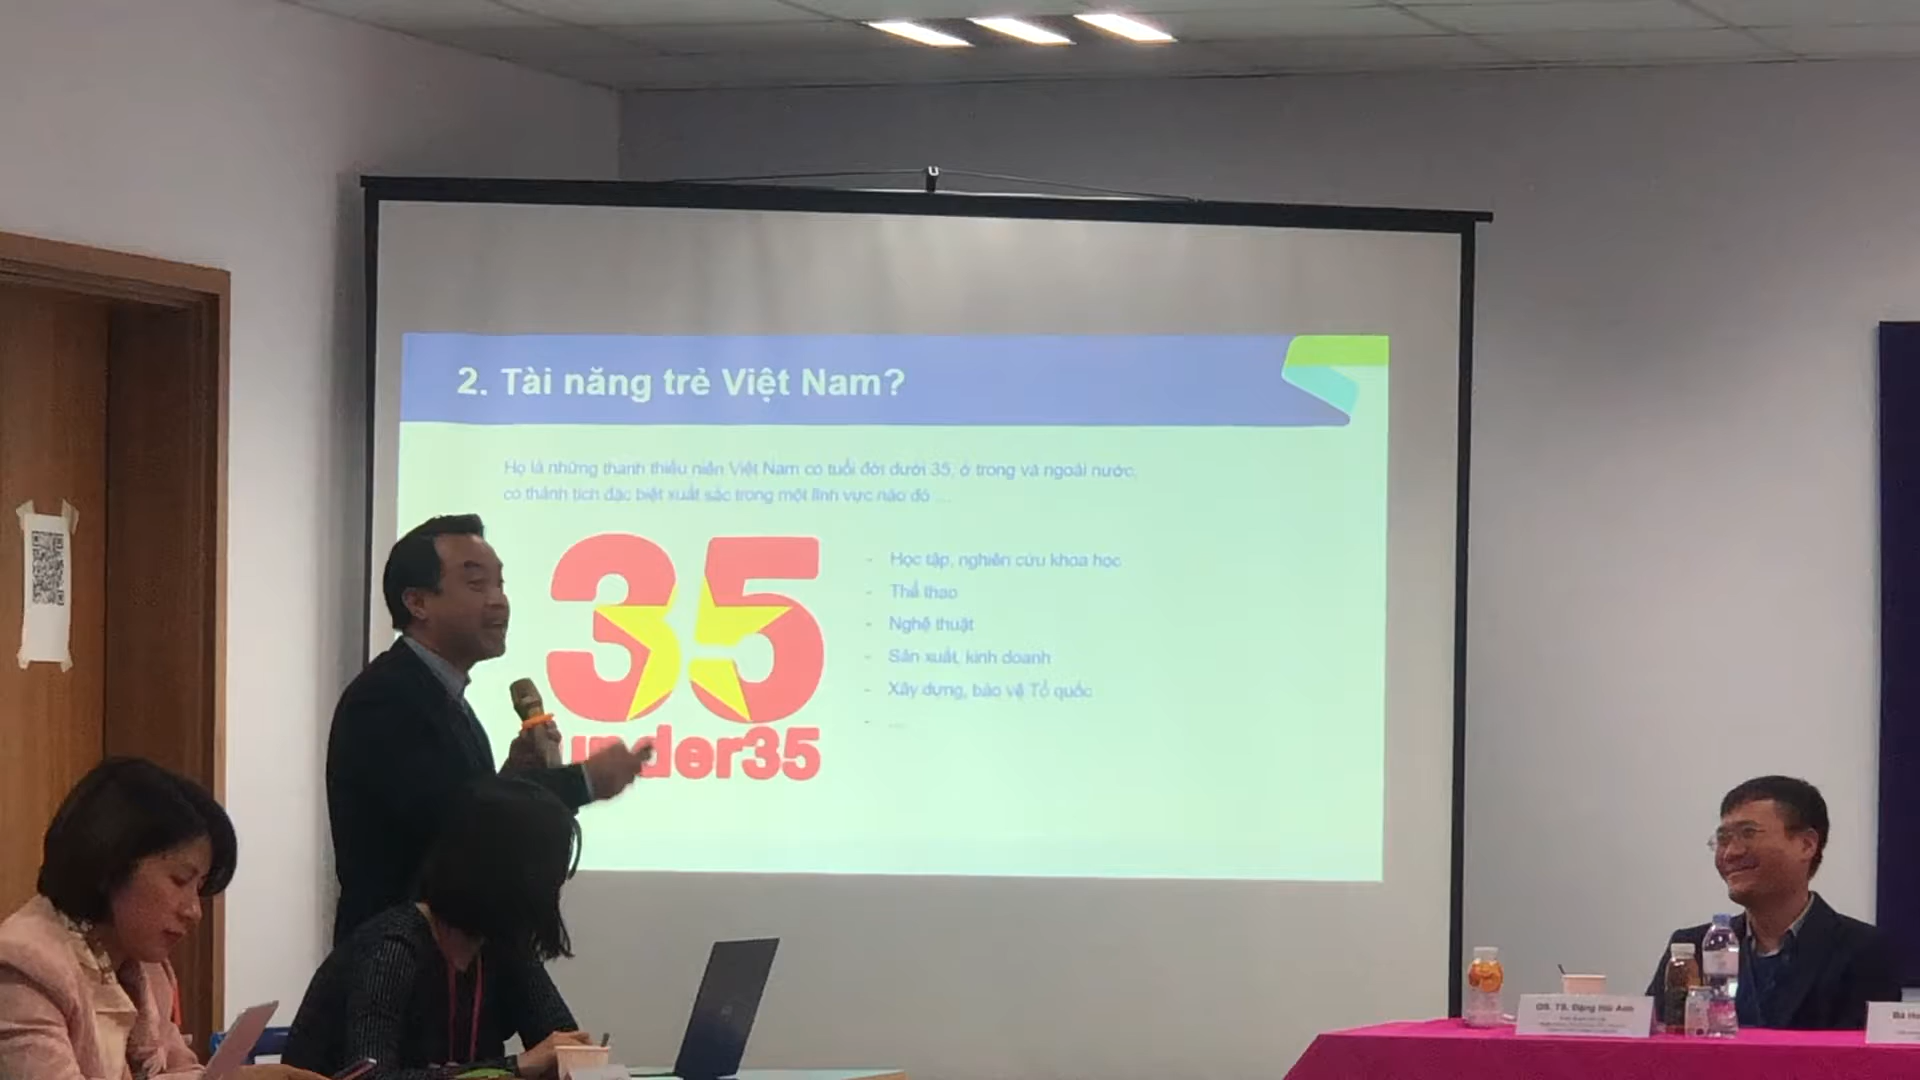 2. Tài năng trẻ Việt Nam?
Họ là những thanh thiếu niên Việt Nam có tuổi đời dưới 35, ở trong và ngoài nước,
có thành tích đặc biệt xuất sắc trong một lĩnh vực nào đó ...
35
under35
- Học tập, nghiên cứu khoa học
- Thể thao
- Nghệ thuật
- Sản xuất, kinh doanh
- Xây dựng, bảo vệ Tổ quốc
- ....
GS. TS. Đặng Hải Anh
Bà